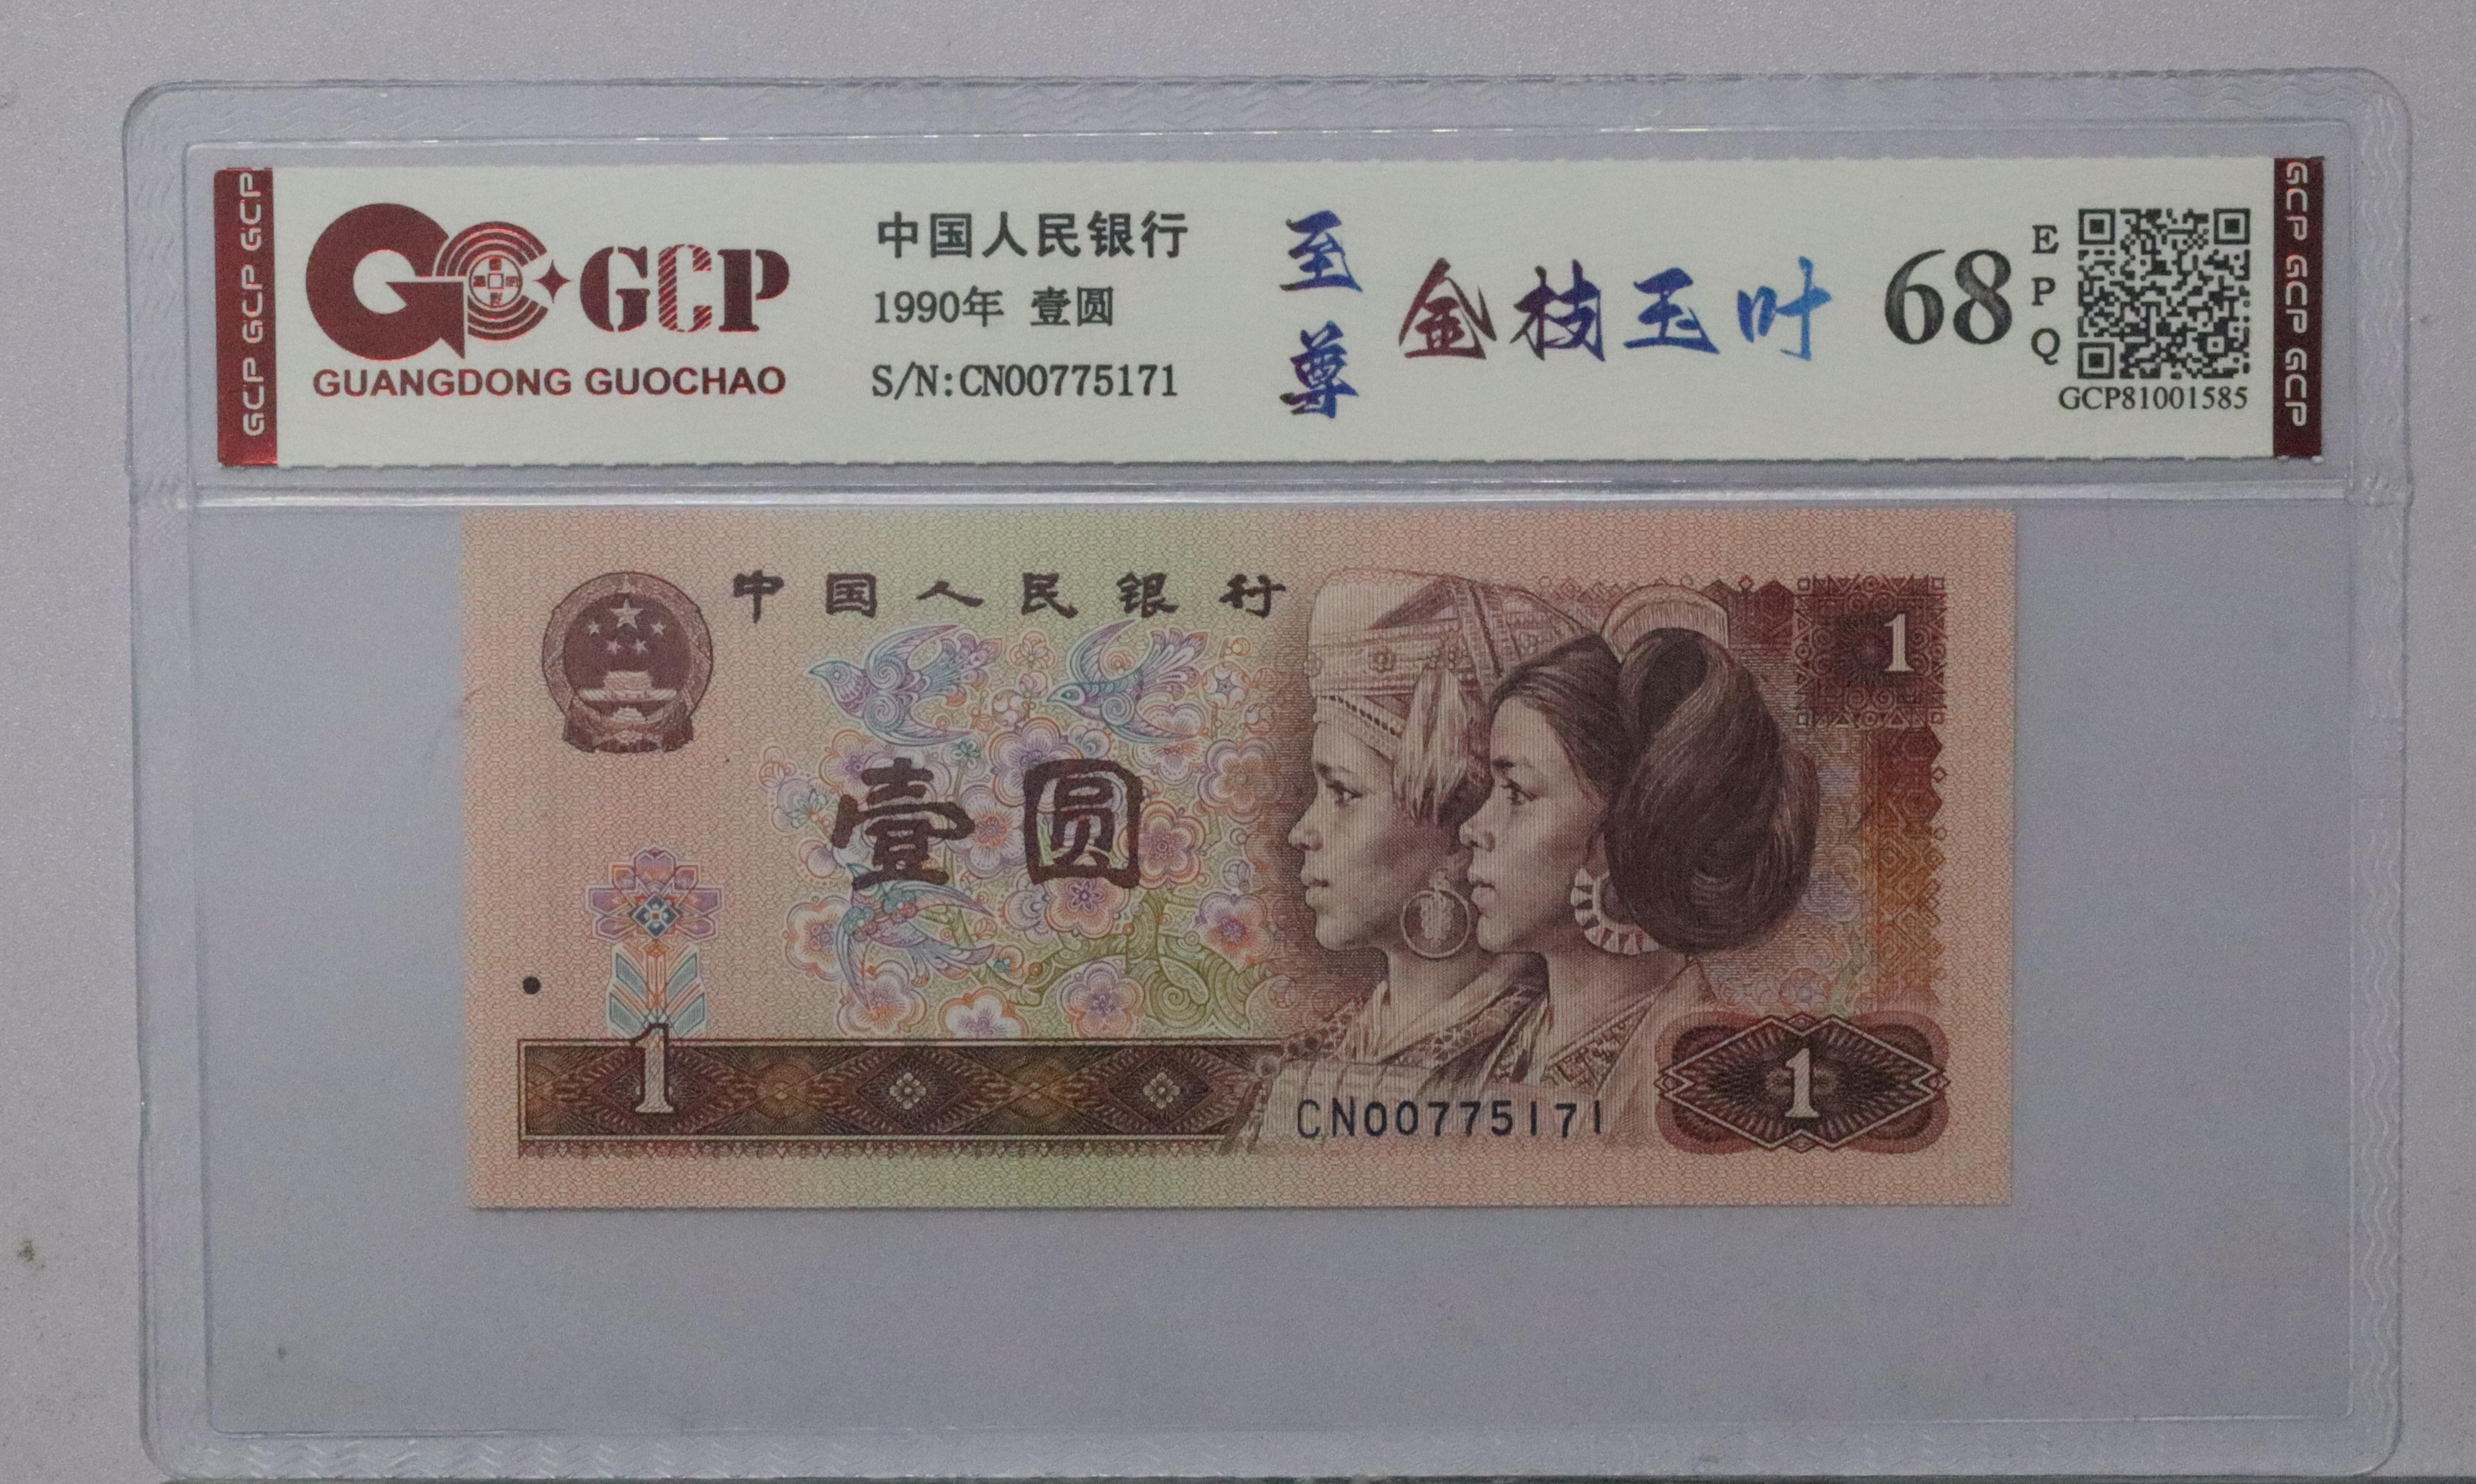 GCP GCP GCP
GCP
GUANGDONG GUOCHAO
中国人民银行
1990年 壹圆
S/N:CN00775171
至尊
金枝玉叶
68
EPQ
GCP81001585
GCP GCP GCP
中国人民银行
1
壹圆
1
CN00775171
1